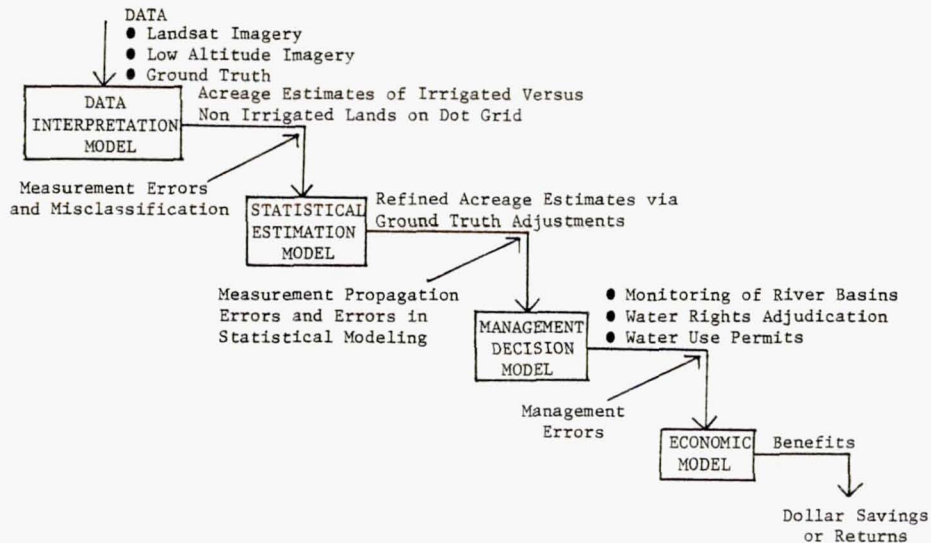 DATA
● Landsat Imagery
● Low Altitude Imagery
● Ground Truth
DATA
INTERPRETATION
MODEL
Acreage Estimates of Irrigated Versus
Non Irrigated Lands on Dot Grid
Measurement Errors
and Misclassification
STATISTICAL
ESTIMATION
MODEL
Refined Acreage Estimates via
Ground Truth Adjustments
Measurement Propagation
Errors and Errors in
Statistical Modeling
MANAGEMENT
DECISION
MODEL
● Monitoring of River Basins
● Water Rights Adjudication
● Water Use Permits
Management
Errors
ECONOMIC
MODEL
Benefits
Dollar Savings
or Returns